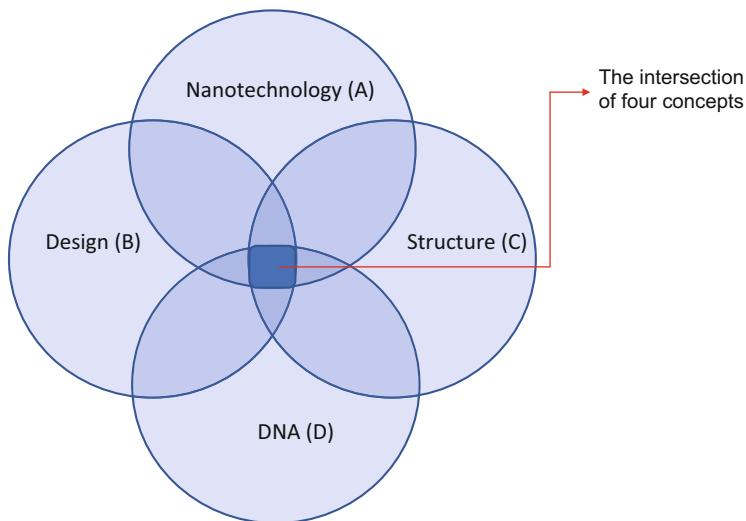 Nanotechnology (A)
The intersection
of four concepts
Design (B)
Structure (C)
DNA (D)